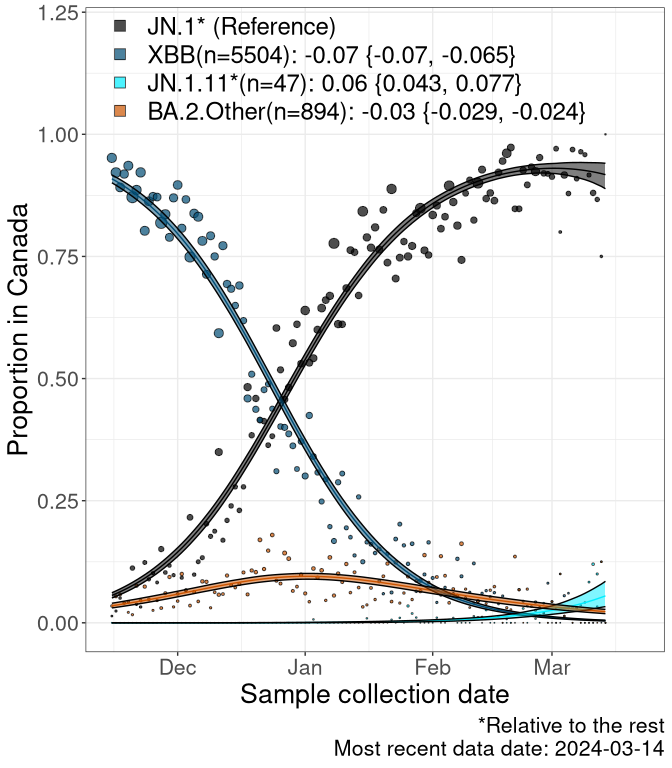 1.25
JN.1* (Reference)
XBB(n=5504): -0.07 {-0.07, -0.065}
JN.1.11*(n=47): 0.06 {0.043, 0.077}
BA.2.Other(n=894): -0.03 {-0.029, -0.024}
1.00
0.75
0.50
0.25
0.00
Proportion in Canada
Dec Jan Feb Mar
Sample collection date
*Relative to the rest
Most recent data date: 2024-03-14